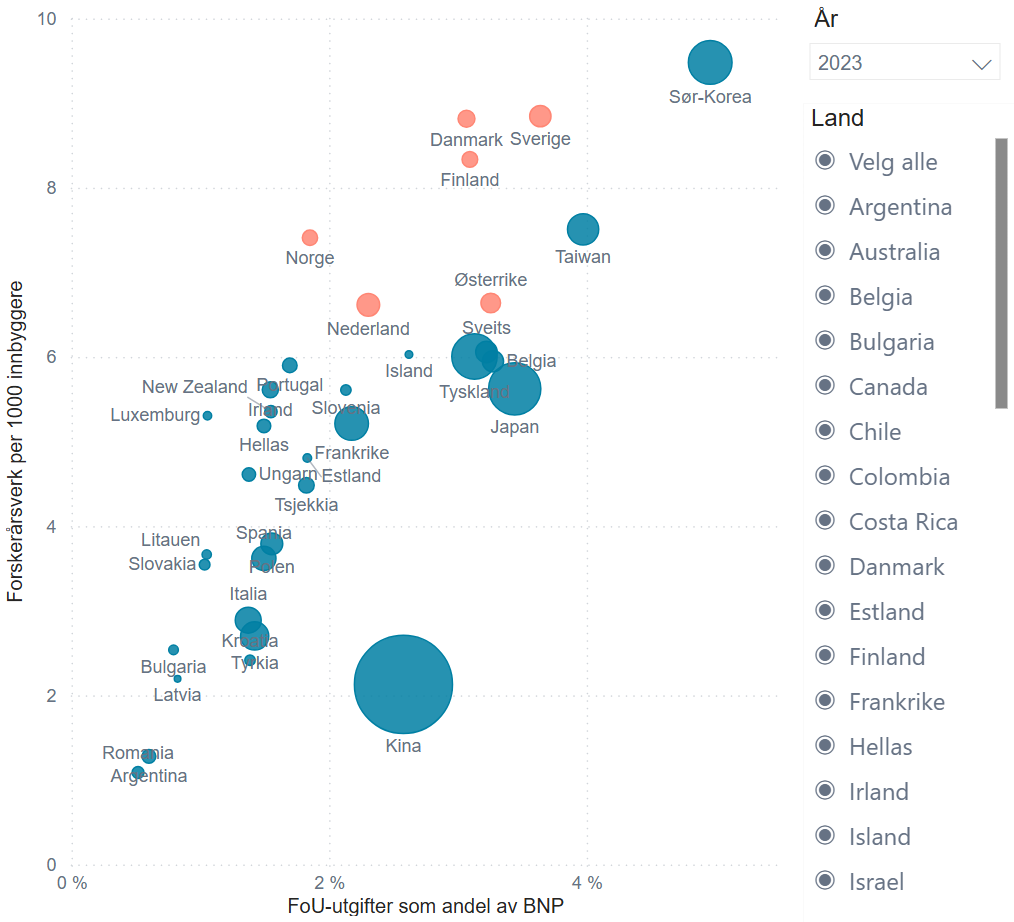 10
8
6
4
2
0
0 %
2 %
4 %
Forskerårsverk per 1000 innbyggere
FoU-utgifter som andel av BNP
Sør-Korea
Danmark
Sverige
Finland
Taiwan
Norge
Østerrike
Nederland
Sveits
Belgia
Island
New Zealand
Portugal
Tyskland
Luxemburg
Irland
Slovenia
Japan
Hellas
Frankrike
Ungarn
Estland
Tsjekkia
Litauen
Spania
Slovakia
Polen
Italia
Kroatia
Tyrkia
Bulgaria
Latvia
Kina
Romania
Argentina
År
2023
Land
Velg alle
Argentina
Australia
Belgia
Bulgaria
Canada
Chile
Colombia
Costa Rica
Danmark
Estland
Finland
Frankrike
Hellas
Irland
Island
Israel